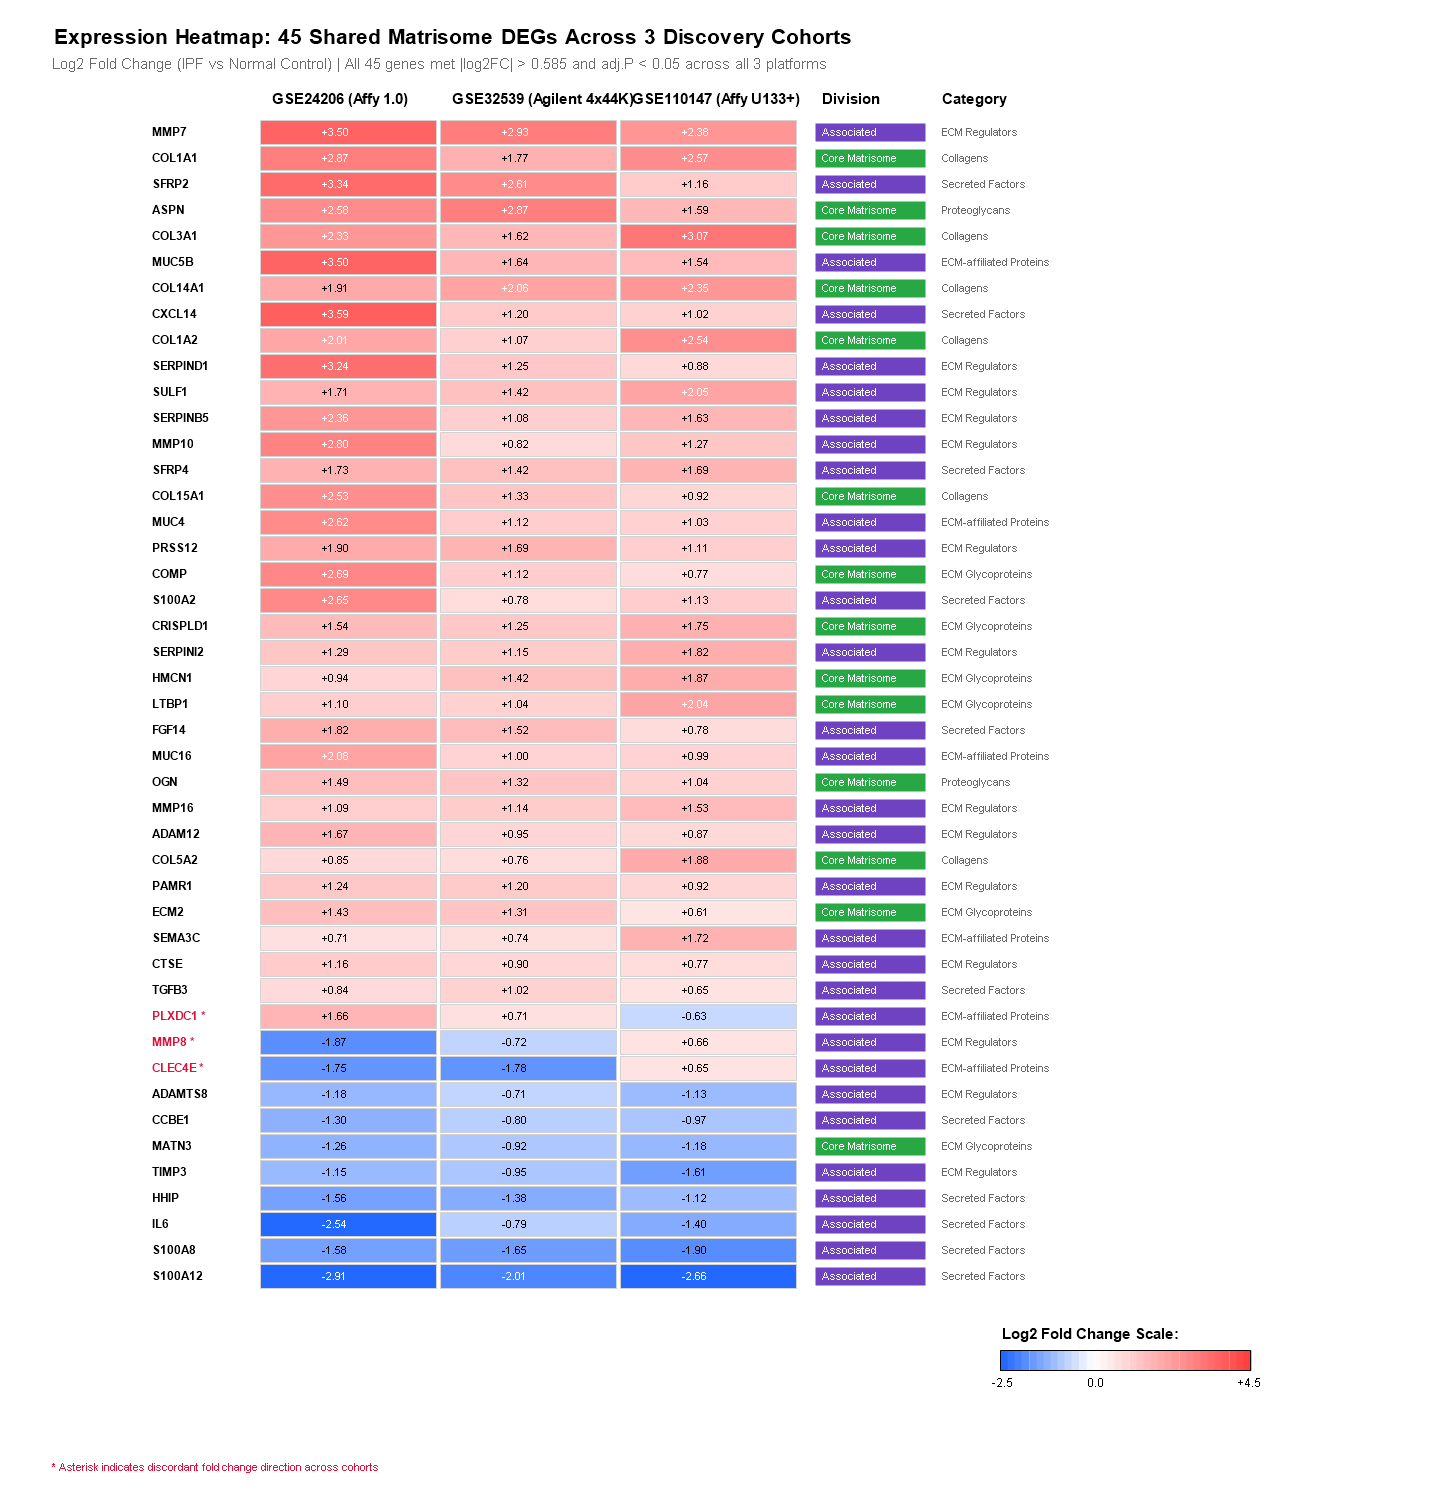 Expression Heatmap: 45 Shared Matrisome DEGs Across 3 Discovery Cohorts
Log2 Fold Change (IPF vs Normal Control) | All 45 genes met |log2FC| > 0.585 and adj.P < 0.05 across all 3 platforms
GSE24206 (Affy 1.0) GSE32539 (Agilent 4x44K) GSE110147 (Affy U133+) Division Category
MMP7 +3.50 +2.93 +2.38 Associated ECM Regulators
COL1A1 +2.87 +1.77 +2.57 Core Matrisome Collagens
SFRP2 +3.34 +2.61 +1.16 Associated Secreted Factors
ASPN +2.58 +2.87 +1.59 Core Matrisome Proteoglycans
COL3A1 +2.33 +1.62 +3.07 Core Matrisome Collagens
MUC5B +3.50 +1.64 +1.54 Associated ECM-affiliated Proteins
COL14A1 +1.91 +2.06 +2.35 Core Matrisome Collagens
CXCL14 +3.59 +1.20 +1.02 Associated Secreted Factors
COL1A2 +2.01 +1.07 +2.54 Core Matrisome Collagens
SERPIND1 +3.24 +1.25 +0.88 Associated ECM Regulators
SULF1 +1.71 +1.42 +2.05 Associated ECM Regulators
SERPINB5 +2.36 +1.08 +1.63 Associated ECM Regulators
MMP10 +2.80 +0.82 +1.27 Associated ECM Regulators
SFRP4 +1.73 +1.42 +1.69 Associated Secreted Factors
COL15A1 +2.53 +1.33 +0.92 Core Matrisome Collagens
MUC4 +2.62 +1.12 +1.03 Associated ECM-affiliated Proteins
PRSS12 +1.90 +1.69 +1.11 Associated ECM Regulators
COMP +2.69 +1.12 +0.77 Core Matrisome ECM Glycoproteins
S100A2 +2.65 +0.78 +1.13 Associated Secreted Factors
CRISPLD1 +1.54 +1.25 +1.75 Core Matrisome ECM Glycoproteins
SERPINI2 +1.29 +1.15 +1.82 Associated ECM Regulators
HMCN1 +0.94 +1.42 +1.87 Core Matrisome ECM Glycoproteins
LTBP1 +1.10 +1.04 +2.04 Core Matrisome ECM Glycoproteins
FGF14 +1.82 +1.52 +0.78 Associated Secreted Factors
MUC16 +2.08 +1.00 +0.99 Associated ECM-affiliated Proteins
OGN +1.49 +1.32 +1.04 Core Matrisome Proteoglycans
MMP16 +1.09 +1.14 +1.53 Associated ECM Regulators
ADAM12 +1.67 +0.95 +0.87 Associated ECM Regulators
COL5A2 +0.85 +0.76 +1.88 Core Matrisome Collagens
PAMR1 +1.24 +1.20 +0.92 Associated ECM Regulators
ECM2 +1.43 +1.31 +0.61 Core Matrisome ECM Glycoproteins
SEMA3C +0.71 +0.74 +1.72 Associated ECM-affiliated Proteins
CTSE +1.16 +0.90 +0.77 Associated ECM Regulators
TGFB3 +0.84 +1.02 +0.65 Associated Secreted Factors
PLXDC1 * +1.66 +0.71 -0.63 Associated ECM-affiliated Proteins
MMP8 * -1.87 -0.72 +0.66 Associated ECM Regulators
CLEC4E * -1.75 -1.78 +0.65 Associated ECM-affiliated Proteins
ADAMTS8 -1.18 -0.71 -1.13 Associated ECM Regulators
CCBE1 -1.30 -0.80 -0.97 Associated Secreted Factors
MATN3 -1.26 -0.92 -1.18 Core Matrisome ECM Glycoproteins
TIMP3 -1.15 -0.95 -1.61 Associated ECM Regulators
HHIP -1.56 -1.38 -1.12 Associated Secreted Factors
IL6 -2.54 -0.79 -1.40 Associated Secreted Factors
S100A8 -1.58 -1.65 -1.90 Associated Secreted Factors
S100A12 -2.91 -2.01 -2.66 Associated Secreted Factors
Log2 Fold Change Scale:
-2.5 0.0 +4.5
* Asterisk indicates discordant fold change direction across cohorts